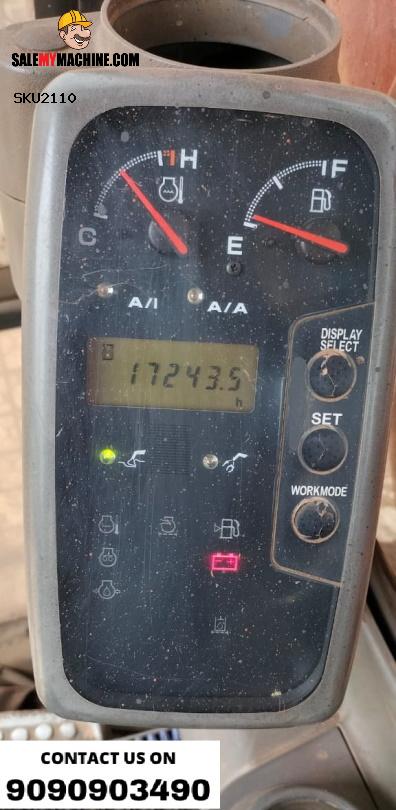 SALEMYMACHINE.COM
SKU2110
H
F
C
E
A/I
A/A
DISPLAY
SELECT
17243.5
h
SET
WORKMODE
CONTACT US ON
9090903490